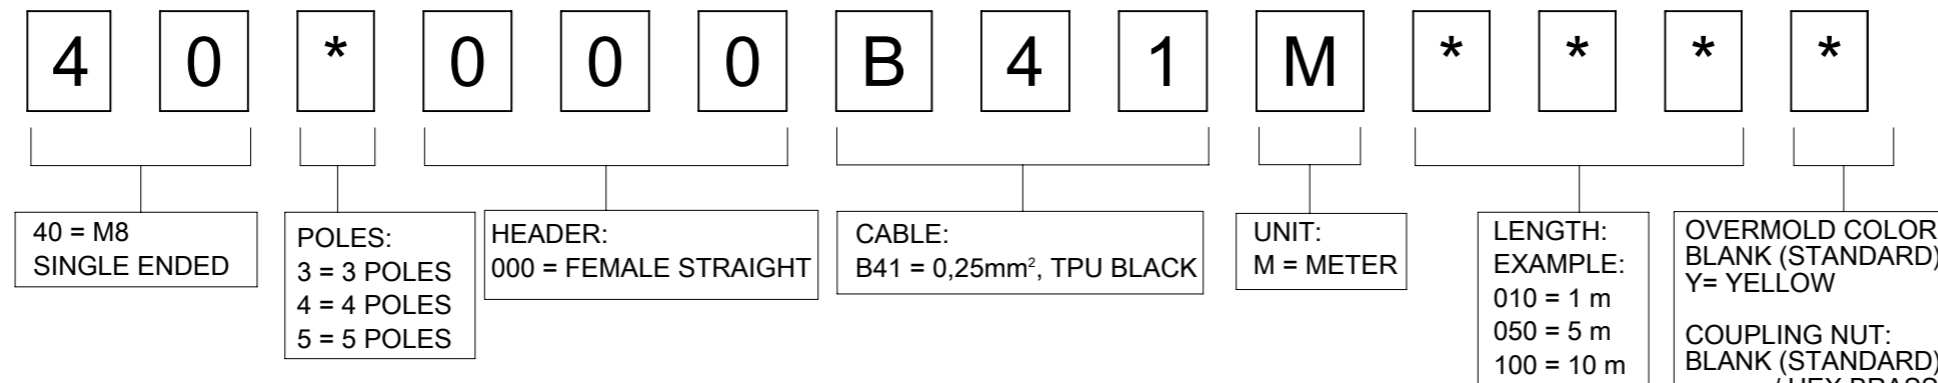 4 0 * 0 0 0 B 4 1 M * * * *
40 = M8
SINGLE ENDED
POLES:
3 = 3 POLES
4 = 4 POLES
5 = 5 POLES
HEADER:
000 = FEMALE STRAIGHT
CABLE:
B41 = 0,25mm², TPU BLACK
UNIT:
M = METER
LENGTH:
EXAMPLE:
010 = 1 m
050 = 5 m
100 = 10 m
OVERMOLD COLOR
BLANK (STANDARD)
Y= YELLOW
COUPLING NUT:
BLANK (STANDARD)
/ HEX BRASS